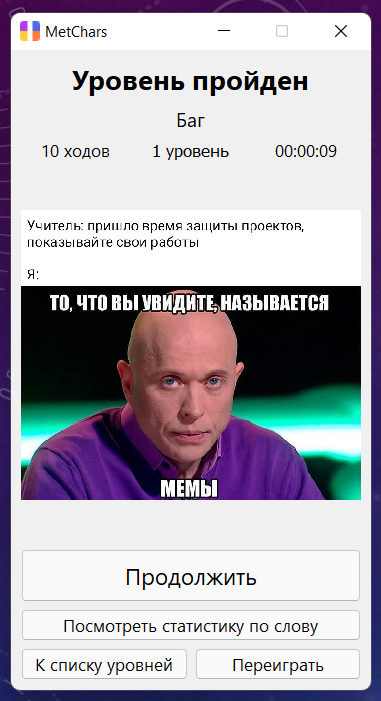 MetChars
Уровень пройден
Баг
10 ходов 1 уровень 00:00:09
Учитель: пришло время защиты проектов,
показывайте свои работы
Я:
ТО, ЧТО ВЫ УВИДИТЕ, НАЗЫВАЕТСЯ
МЕМЫ
Продолжить
Посмотреть статистику по слову
К списку уровней Переиграть